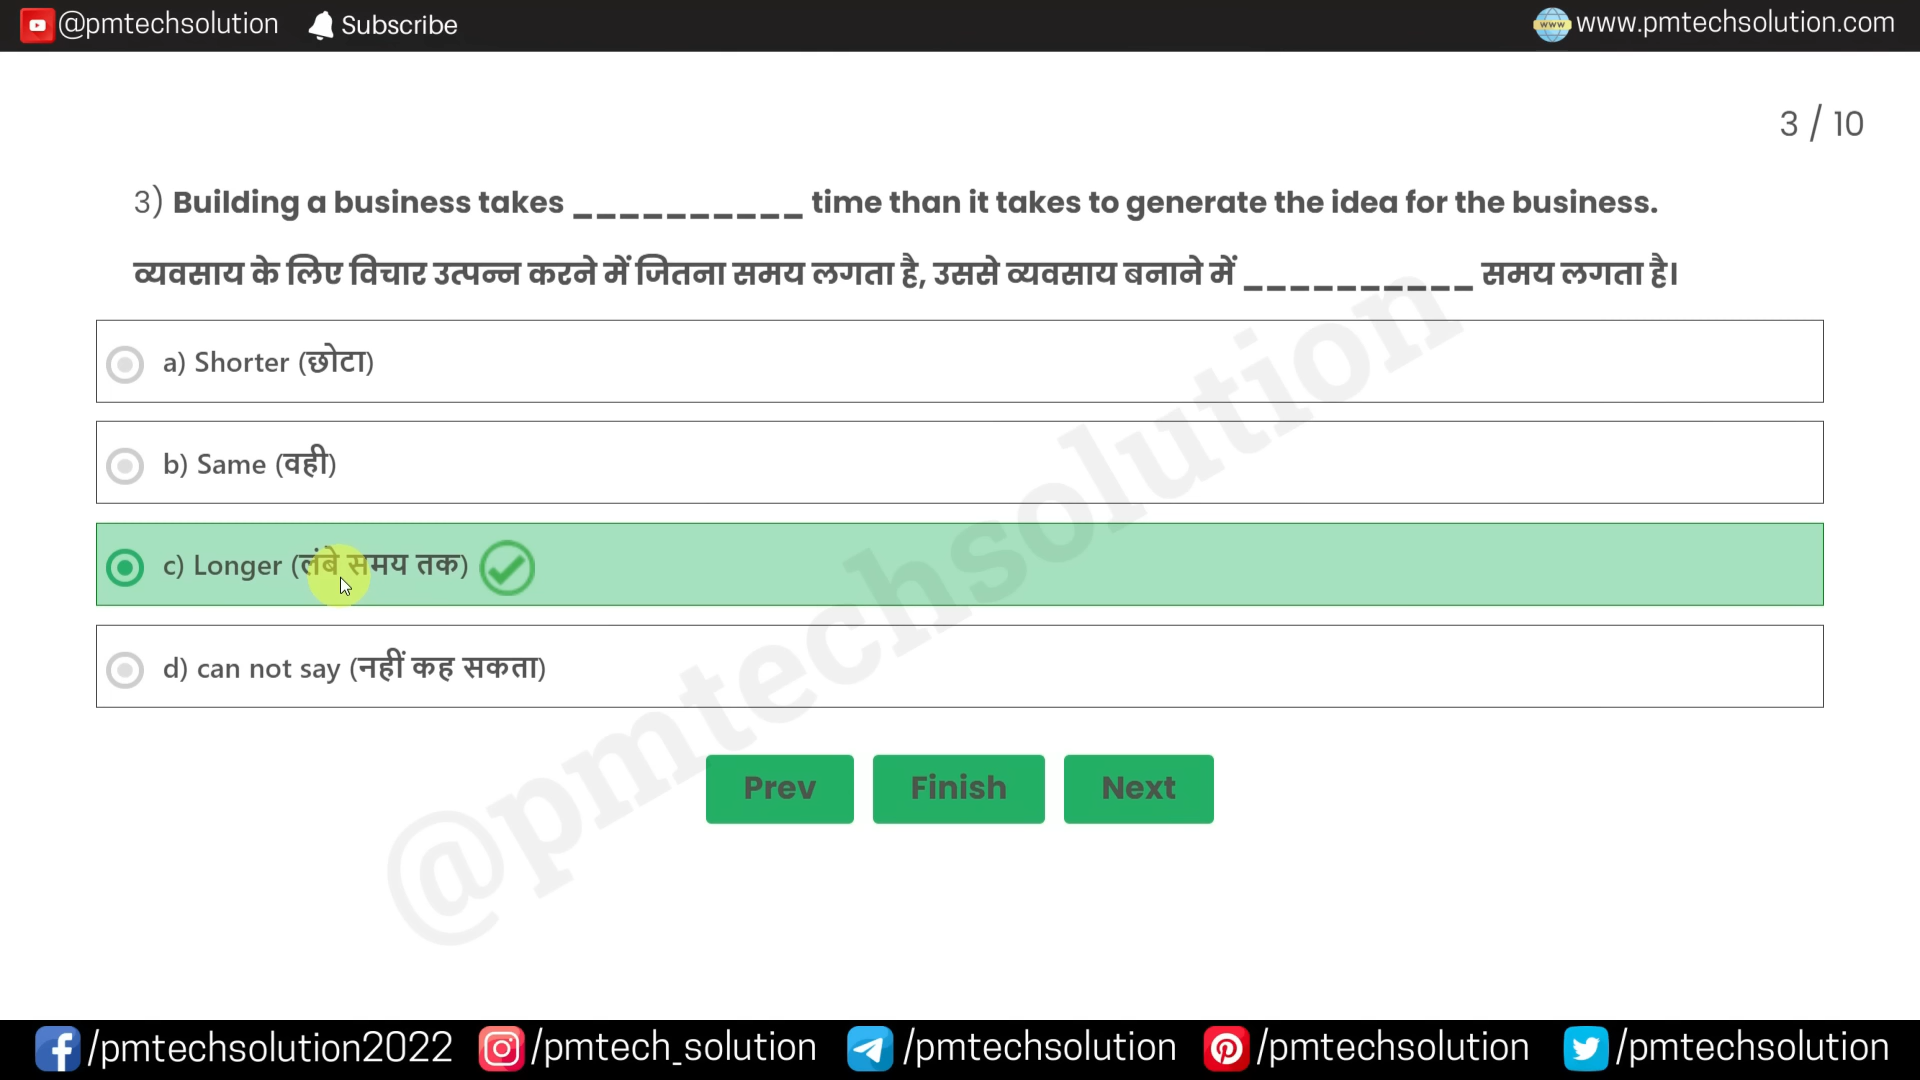 @pmtechsolution Subscribe www.pmtechsolution.com
3 / 10
3) Building a business takes __________ time than it takes to generate the idea for the business.
व्यवसाय के लिए विचार उत्पन्न करने में जितना समय लगता है, उससे व्यवसाय बनाने में __________ समय लगता है।
a) Shorter (छोटा)
b) Same (वही)
c) Longer (लंबे समय तक)
d) can not say (नहीं कह सकता)
Prev Finish Next
@pmtechsolution
/pmtechsolution2022 /pmtech_solution /pmtechsolution /pmtechsolution /pmtechsolution